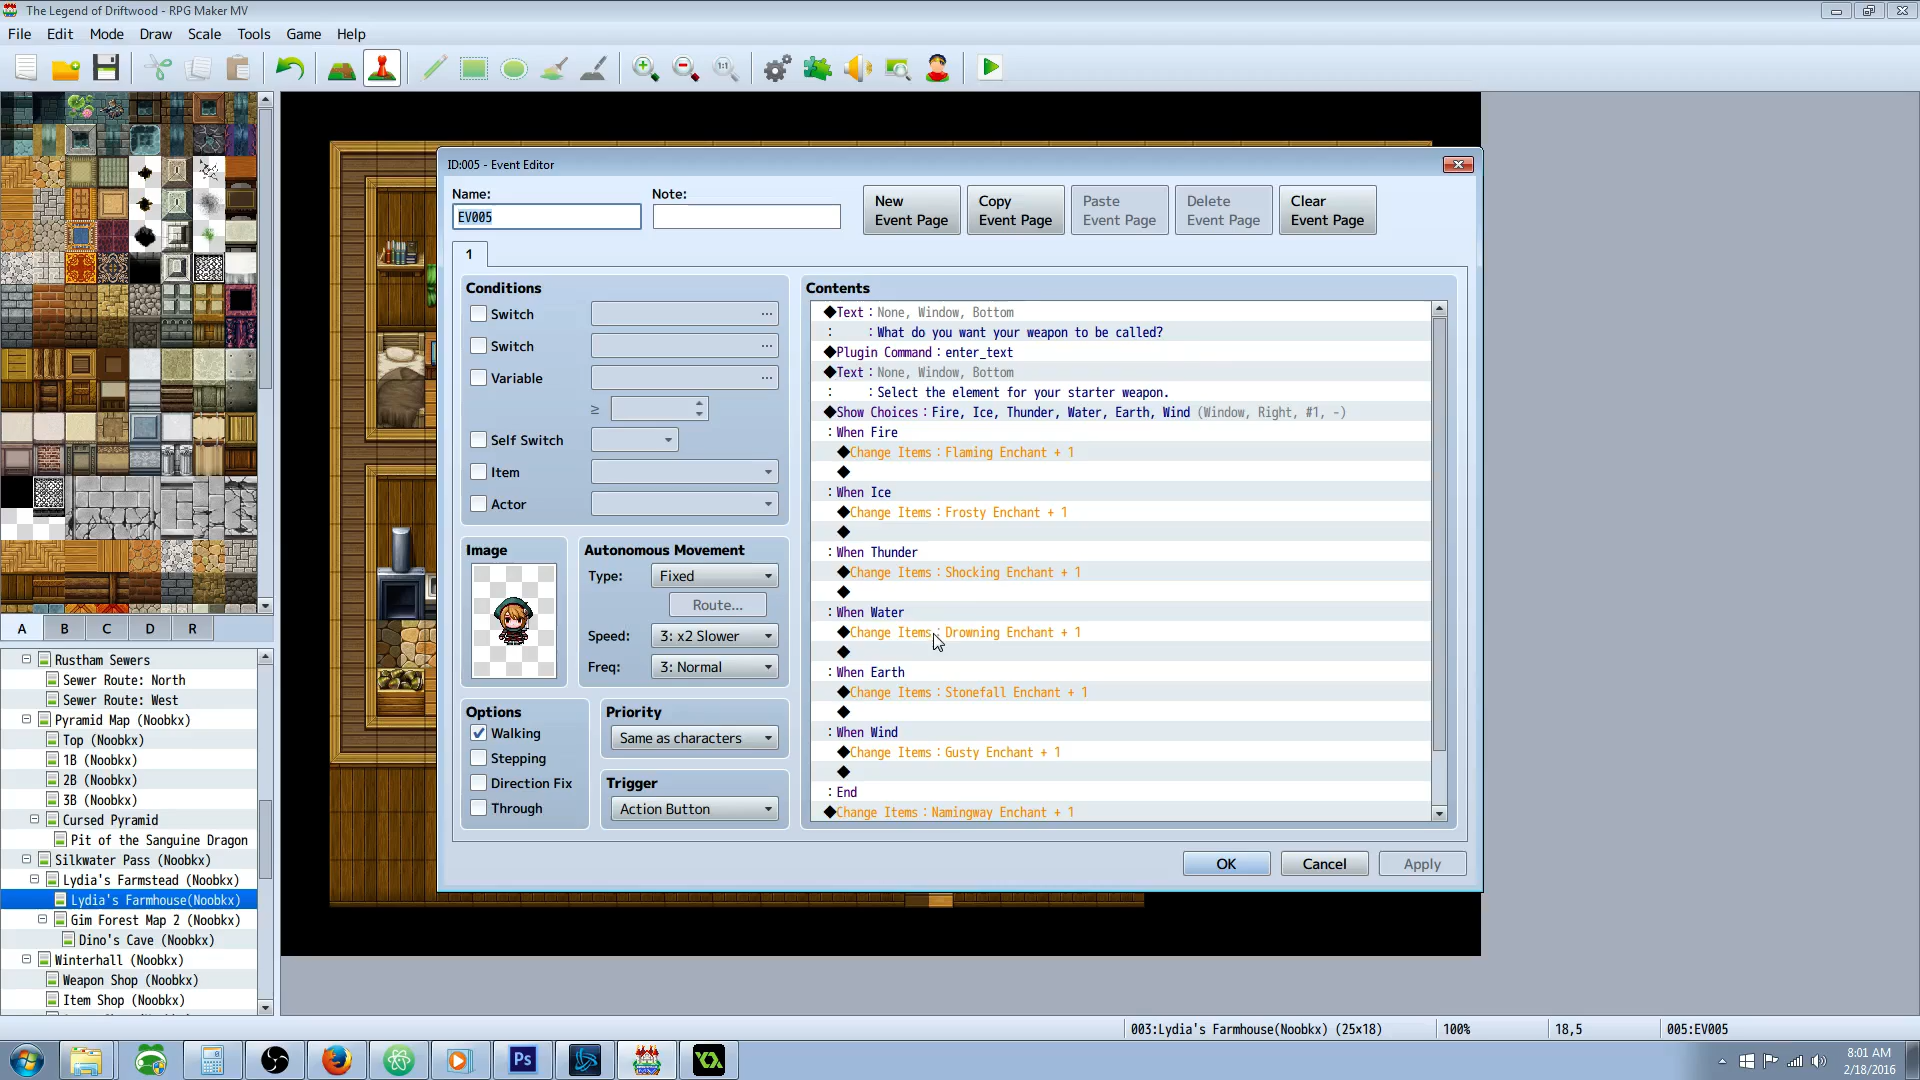 The Legend of Driftwood - RPG Maker MV
File Edit Mode Draw Scale Tools Game Help
1:1
ID:005 - Event Editor
Name:
Note:
EV005
New Event Page
Copy Event Page
Paste Event Page
Delete Event Page
Clear Event Page
1
Conditions
Switch ...
Switch ...
Variable ...
≥
Self Switch
Item
Actor
Image
Autonomous Movement
Type: Fixed
Route...
Speed: 3: x2 Slower
Freq: 3: Normal
Options
Walking
Stepping
Direction Fix
Through
Priority
Same as characters
Trigger
Action Button
Contents
◆Text : None, Window, Bottom
: : What do you want your weapon to be called?
◆Plugin Command : enter_text
◆Text : None, Window, Bottom
: : Select the element for your starter weapon.
◆Show Choices : Fire, Ice, Thunder, Water, Earth, Wind (Window, Right, #1, -)
: When Fire
◆Change Items : Flaming Enchant + 1
◆
: When Ice
◆Change Items : Frosty Enchant + 1
◆
: When Thunder
◆Change Items : Shocking Enchant + 1
◆
: When Water
◆Change Items : Drowning Enchant + 1
◆
: When Earth
◆Change Items : Stonefall Enchant + 1
◆
: When Wind
◆Change Items : Gusty Enchant + 1
◆
: End
◆Change Items : Namingway Enchant + 1
OK Cancel Apply
A B C D R
Rustham Sewers
Sewer Route: North
Sewer Route: West
Pyramid Map (Noobkx)
Top (Noobkx)
1B (Noobkx)
2B (Noobkx)
3B (Noobkx)
Cursed Pyramid
Pit of the Sanguine Dragon
Silkwater Pass (Noobkx)
Lydia's Farmstead (Noobkx)
Lydia's Farmhouse(Noobkx)
Gim Forest Map 2 (Noobkx)
Dino's Cave (Noobkx)
Winterhall (Noobkx)
Weapon Shop (Noobkx)
Item Shop (Noobkx)
003:Lydia's Farmhouse(Noobkx) (25x18) 100% 18,5 005:EV005
Ps
8:01 AM
2/18/2016